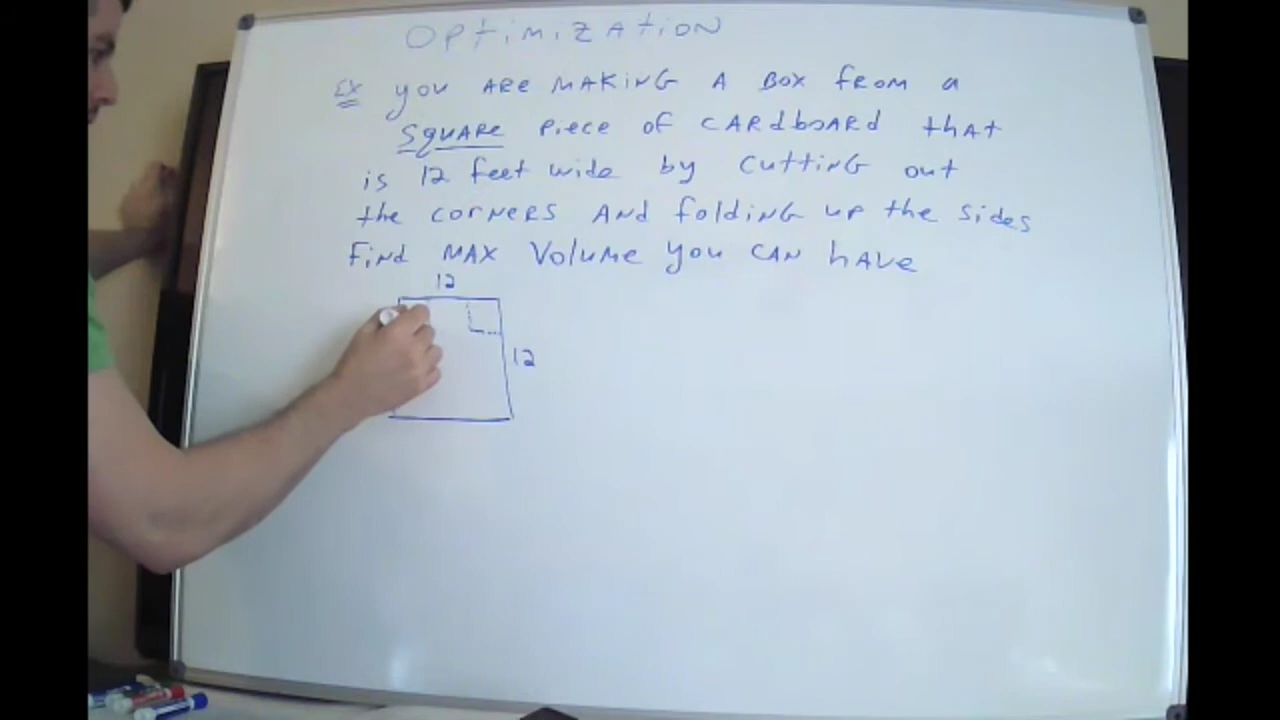 OPtiMiZAtiON
Ex you ARE MAKiNG A BOX from a
SquARE PiEcE of CARdboARd thAt
is 12 feet wide by Cutting out
the corners And folding up the sides
Find MAX Volume you CAN hAve
12
12